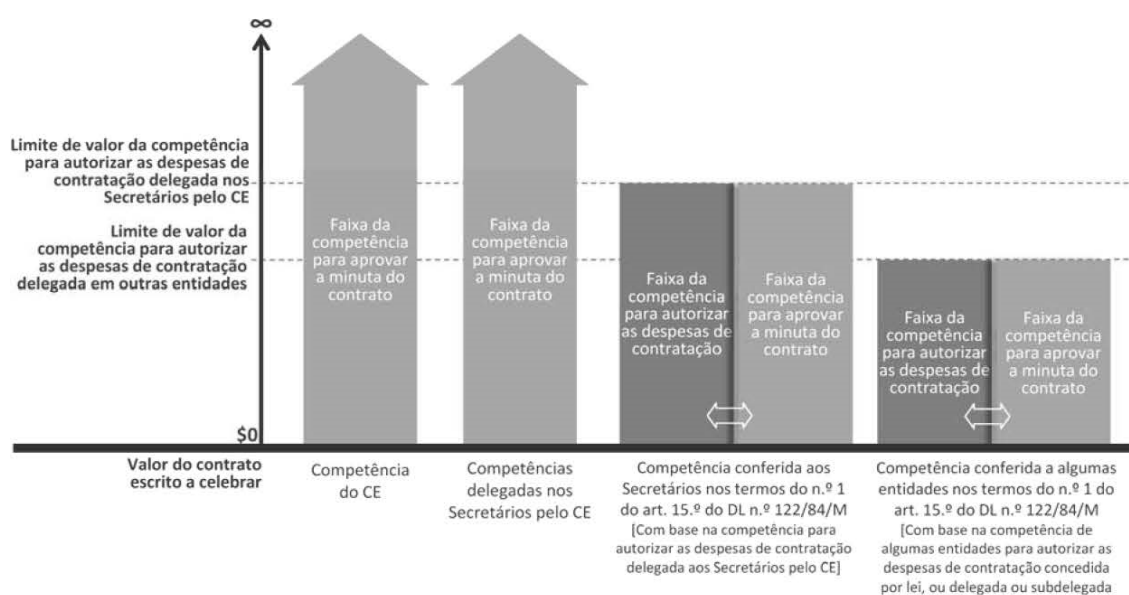 ∞
Limite de valor da competência
para autorizar as despesas de
contratação delegada nos
Secretários pelo CE
Limite de valor da
competência para autorizar
as despesas de contratação
delegada em outras entidades
$0
Valor do contrato
escrito a celebrar
Faixa da
competência
para aprovar
a minuta do
contrato
Faixa da
competência
para aprovar
a minuta do
contrato
Faixa da
competência
para autorizar
as despesas de
contratação
Faixa da
competência
para aprovar
a minuta do
contrato
Faixa da
competência
para autorizar
as despesas de
contratação
Faixa da
competência
para aprovar
a minuta do
contrato
Competência
do CE
Competências
delegadas nos
Secretários pelo CE
Competência conferida aos
Secretários nos termos do n.º 1
do art. 15.º do DL n.º 122/84/M
[Com base na competência para
autorizar as despesas de contratação
delegada aos Secretários pelo CE]
Competência conferida a algumas
entidades nos termos do n.º 1
do art. 15.º do DL n.º 122/84/M
[Com base na competência de
algumas entidades para autorizar as
despesas de contratação concedida
por lei, ou delegada ou subdelegada